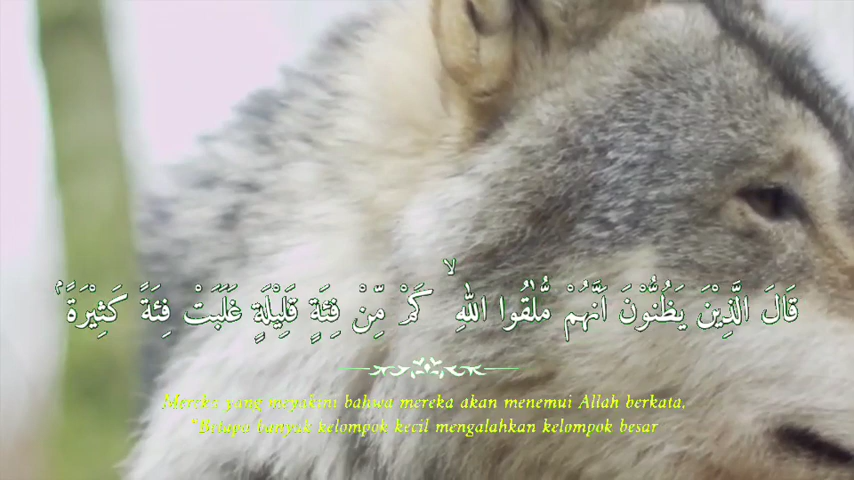 قَالَ الَّذِيْنَ يَظُنُّوْنَ اَنَّهُمْ مُّلٰقُوا اللّٰهِ ۙ كَمْ مِّنْ فِئَةٍ قَلِيْلَةٍ غَلَبَتْ فِئَةً كَثِيْرَةً ۢ
Mereka yang meyakini bahwa mereka akan menemui Allah berkata,
"Betapa banyak kelompok kecil mengalahkan kelompok besar